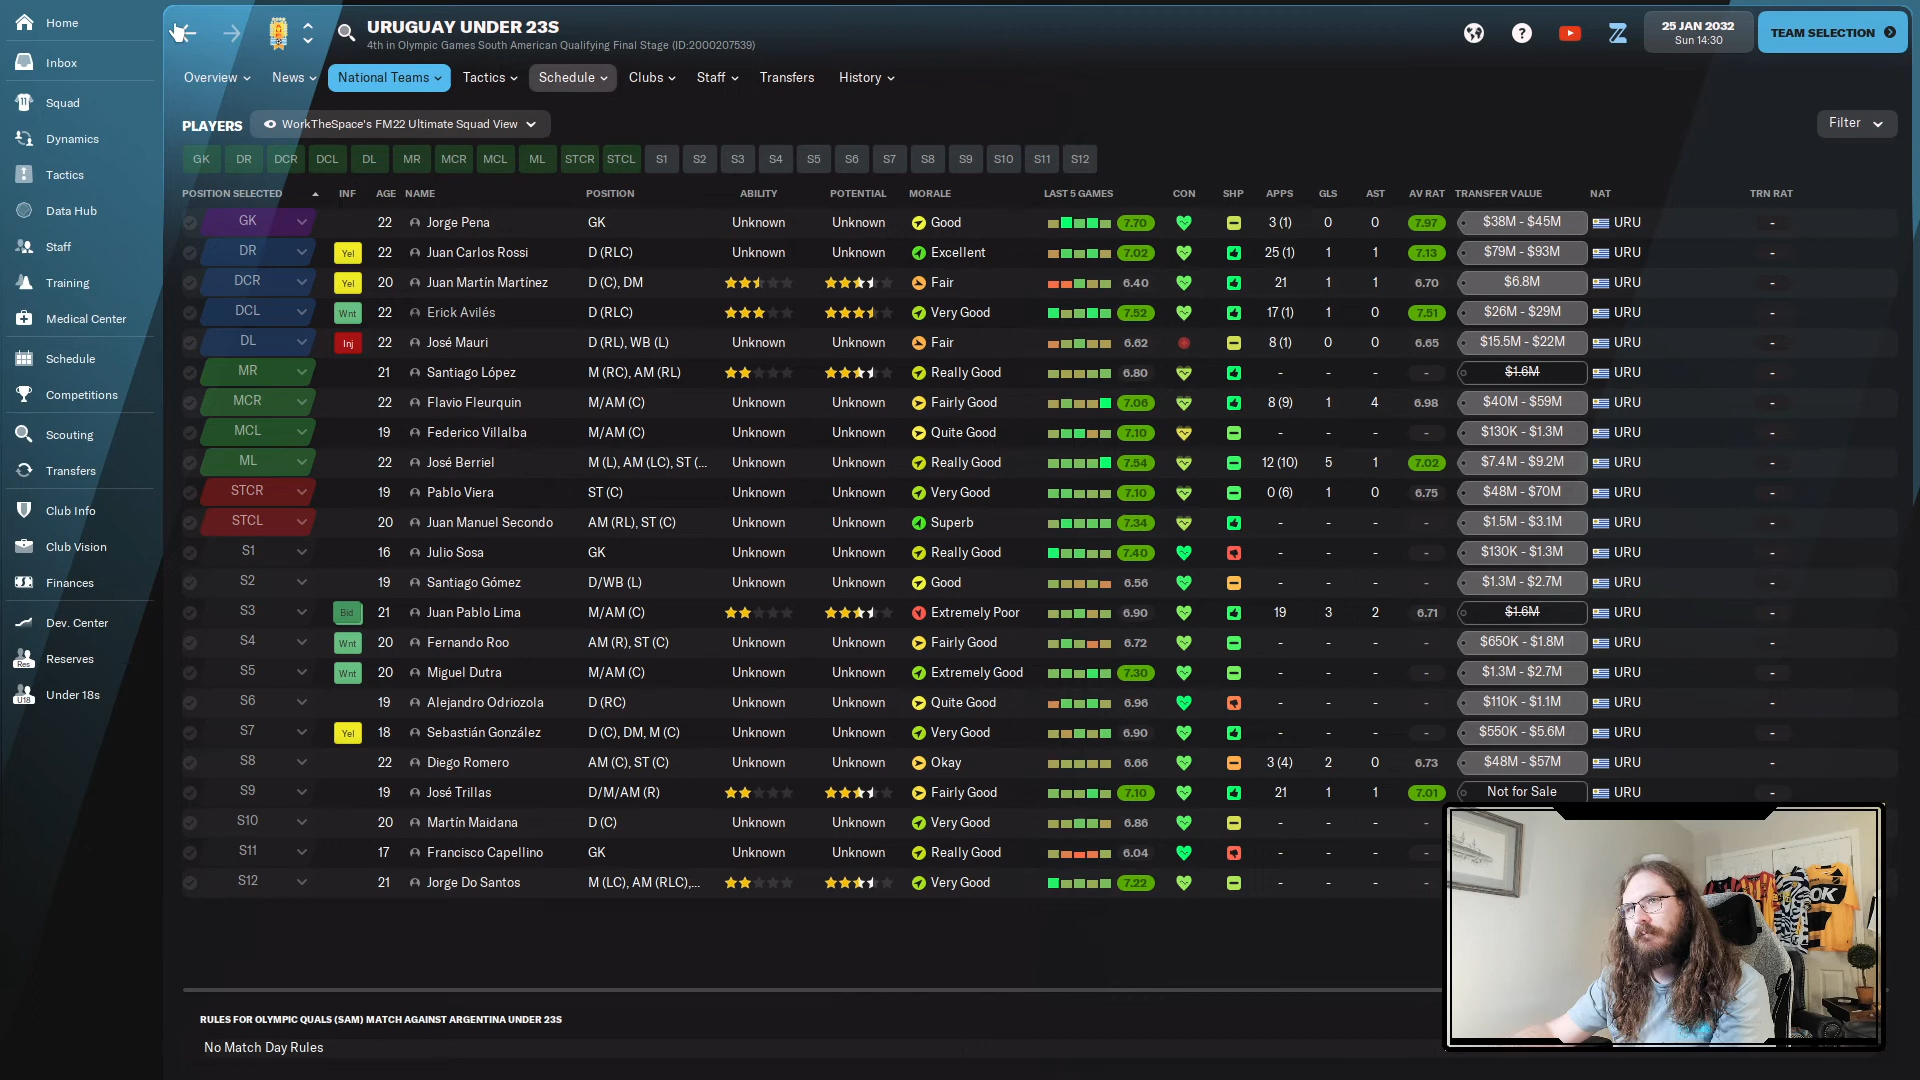 Home
Inbox
Squad
Dynamics
Tactics
Data Hub
Staff
Training
Medical Center
Schedule
Competitions
Scouting
Transfers
Club Info
Club Vision
Finances
Dev. Center
Reserves
Under 18s
URUGUAY UNDER 23S
4th in Olympic Games South American Qualifying Final Stage (ID:2000207539)
25 JAN 2032
Sun 14:30
TEAM SELECTION
Overview News National Teams Tactics Schedule Clubs Staff Transfers History
PLAYERS WorkTheSpace's FM22 Ultimate Squad View Filter
GK DR DCR DCL DL MR MCR MCL ML STCR STCL S1 S2 S3 S4 S5 S6 S7 S8 S9 S10 S11 S12
POSITION SELECTED INF AGE NAME POSITION ABILITY POTENTIAL MORALE LAST 5 GAMES CON SHP APPS GLS AST AV RAT TRANSFER VALUE NAT TRN RAT
GK 22 Jorge Pena GK Unknown Unknown Good 7.70 3 (1) 0 0 7.97 $38M - $45M URU -
DR Yel 22 Juan Carlos Rossi D (RLC) Unknown Unknown Excellent 7.02 25 (1) 1 1 7.13 $79M - $93M URU -
DCR Yel 20 Juan Martín Martínez D (C), DM Fair 6.40 21 1 1 6.70 $6.8M URU -
DCL Wnt 22 Erick Avilés D (RLC) Very Good 7.52 17 (1) 1 0 7.51 $26M - $29M URU -
DL Inj 22 José Mauri D (RL), WB (L) Unknown Unknown Fair 6.62 8 (1) 0 0 6.65 $15.5M - $22M URU -
MR 21 Santiago López M (RC), AM (RL) Really Good 6.80 - - - - $1.6M URU -
MCR 22 Flavio Fleurquin M/AM (C) Unknown Unknown Fairly Good 7.06 8 (9) 1 4 6.98 $40M - $59M URU -
MCL 19 Federico Villalba M/AM (C) Unknown Unknown Quite Good 7.10 - - - - $130K - $1.3M URU -
ML 22 José Berriel M (L), AM (LC), ST (... Unknown Unknown Really Good 7.54 12 (10) 5 1 7.02 $7.4M - $9.2M URU -
STCR 19 Pablo Viera ST (C) Unknown Unknown Very Good 7.10 0 (6) 1 0 6.75 $48M - $70M URU -
STCL 20 Juan Manuel Secondo AM (RL), ST (C) Unknown Unknown Superb 7.34 - - - - $1.5M - $3.1M URU -
S1 16 Julio Sosa GK Unknown Unknown Really Good 7.40 - - - - $130K - $1.3M URU -
S2 19 Santiago Gómez D/WB (L) Unknown Unknown Good 6.56 - - - - $1.3M - $2.7M URU -
S3 Bid 21 Juan Pablo Lima M/AM (C) Extremely Poor 6.90 19 3 2 6.71 $1.6M URU -
S4 Wnt 20 Fernando Roo AM (R), ST (C) Unknown Unknown Fairly Good 6.72 - - - - $650K - $1.8M URU -
S5 Wnt 20 Miguel Dutra M/AM (C) Unknown Unknown Extremely Good 7.30 - - - - $1.3M - $2.7M URU -
S6 19 Alejandro Odriozola D (RC) Unknown Unknown Quite Good 6.96 - - - - $110K - $1.1M URU -
S7 Yel 18 Sebastián González D (C), DM, M (C) Unknown Unknown Very Good 6.90 - - - - $550K - $5.6M URU -
S8 22 Diego Romero AM (C), ST (C) Unknown Unknown Okay 6.66 3 (4) 2 0 6.73 $48M - $57M URU -
S9 19 José Trillas D/M/AM (R) Fairly Good 7.10 21 1 1 7.01 Not for Sale URU -
S10 20 Martín Maidana D (C) Unknown Unknown Very Good 6.86 - - - -
S11 17 Francisco Capellino GK Unknown Unknown Really Good 6.04 - - - -
S12 21 Jorge Do Santos M (LC), AM (RLC),... Very Good 7.22 - - - -
RULES FOR OLYMPIC QUALS (SAM) MATCH AGAINST ARGENTINA UNDER 23S
No Match Day Rules